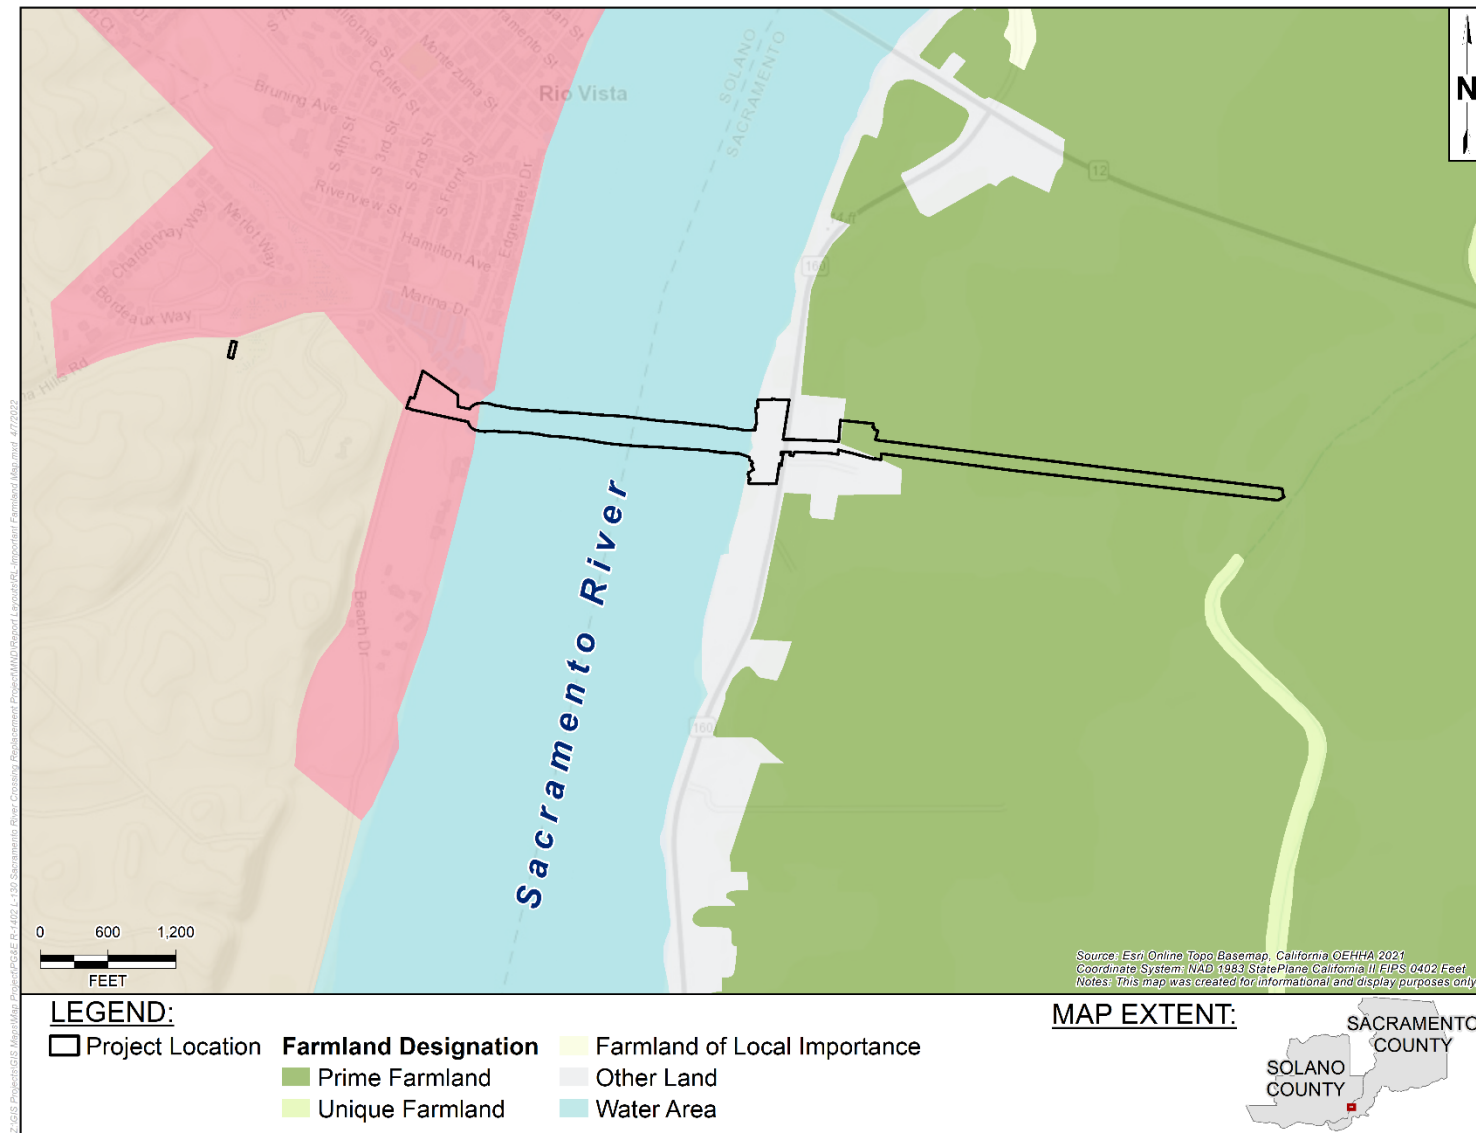 California St
Center St
Montezuma St
Bruning Ave
Rio Vista
SOLANO
SACRAMENTO
S. 4th St
S. 3rd St
S. 2nd St
S. Front St
Edgewater Dr
Riverview St
12
Chardonnay Way
Merlot Way
Hamilton Ave
160
Marina Dr
Bordeaux Way
Hills Rd
Sacramento River
Beach Dr
160
N
0 600 1,200
FEET
Source: Esri Online Topo Basemap, California OEHHA 2021
Coordinate System: NAD 1983 StatePlane California II FIPS 0402 Feet
Notes: This map was created for informational and display purposes only
LEGEND:
Project Location
Farmland Designation
Prime Farmland
Unique Farmland
Farmland of Local Importance
Other Land
Water Area
MAP EXTENT:
SACRAMENTO
COUNTY
SOLANO
COUNTY